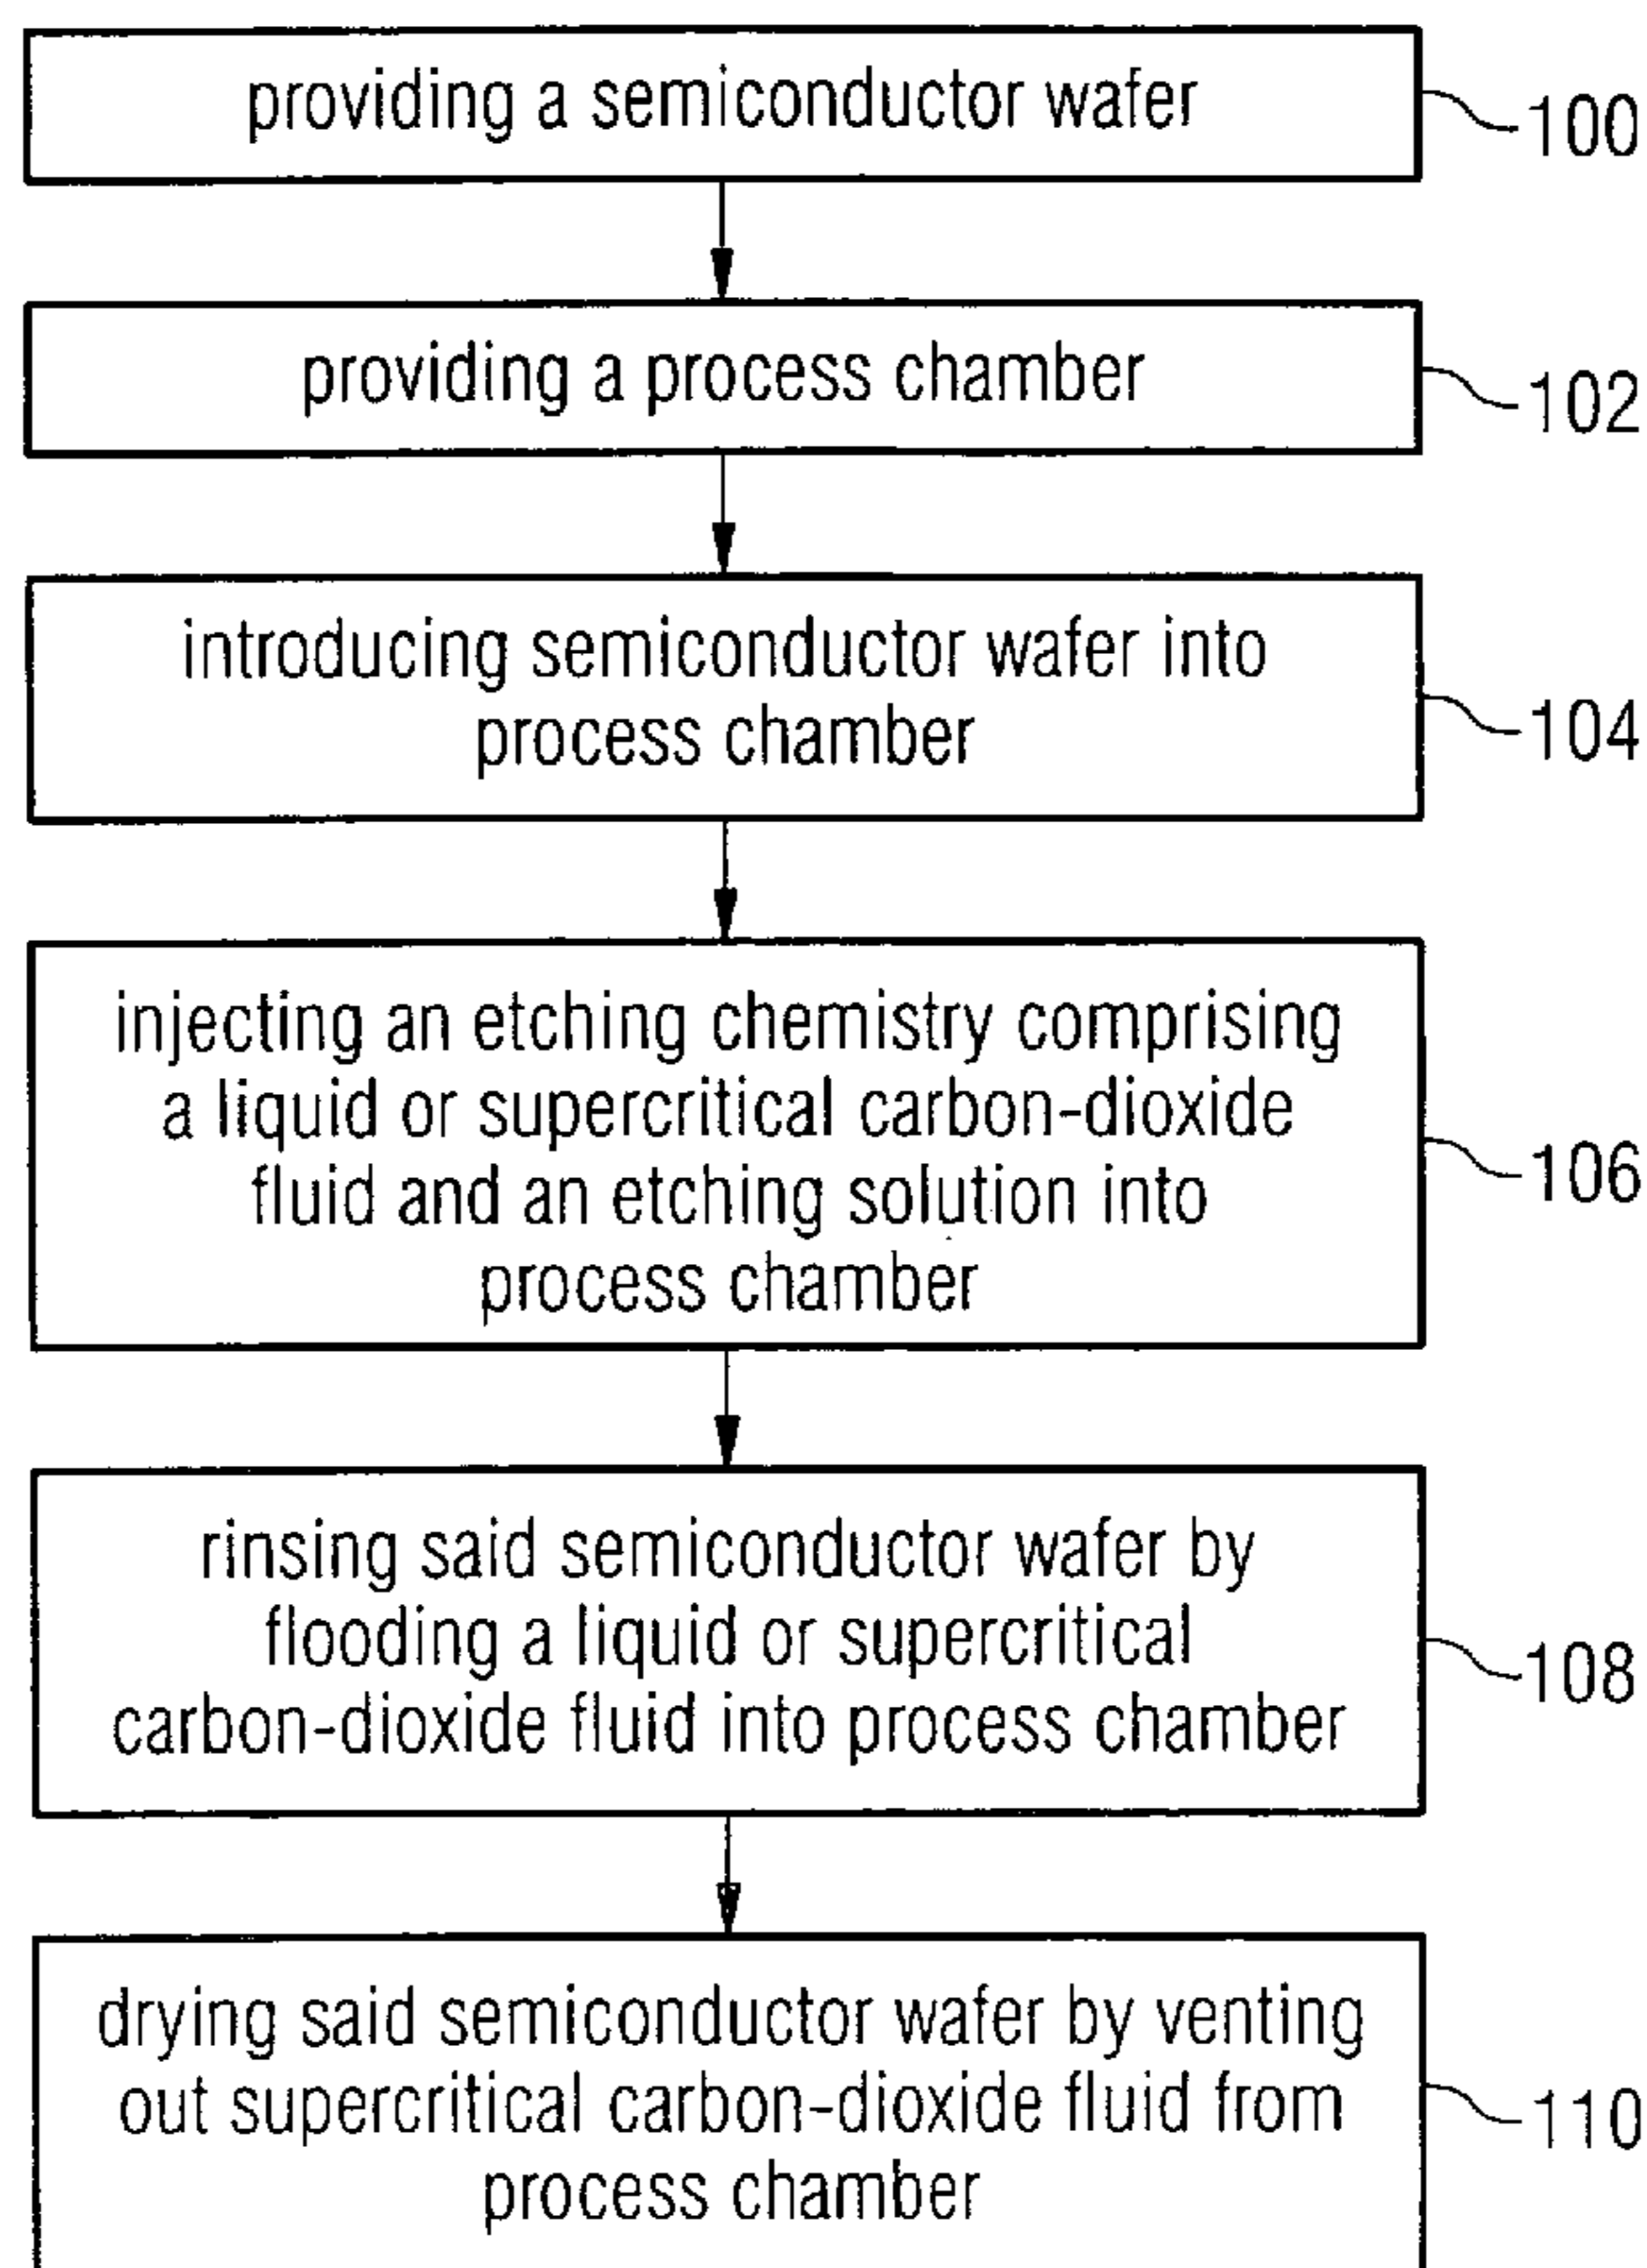 providing a semiconductor wafer
100
providing a process chamber
102
introducing semiconductor wafer into
process chamber
104
injecting an etching chemistry comprising
a liquid or supercritical carbon-dioxide
fluid and an etching solution into
process chamber
106
rinsing said semiconductor wafer by
flooding a liquid or supercritical
carbon-dioxide fluid into process chamber
108
drying said semiconductor wafer by venting
out supercritical carbon-dioxide fluid from
process chamber
110